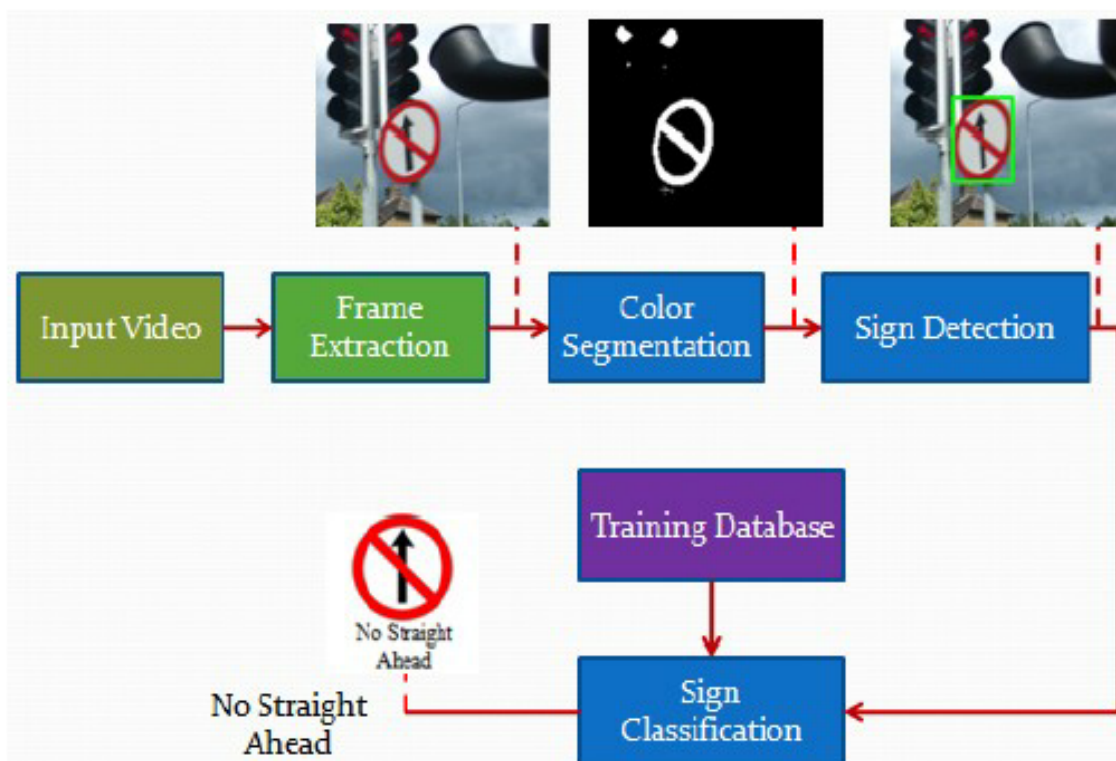 Input Video
Frame
Extraction
Color
Segmentation
Sign Detection
Training Database
No Straight
Ahead
No Straight
Ahead
Sign
Classification